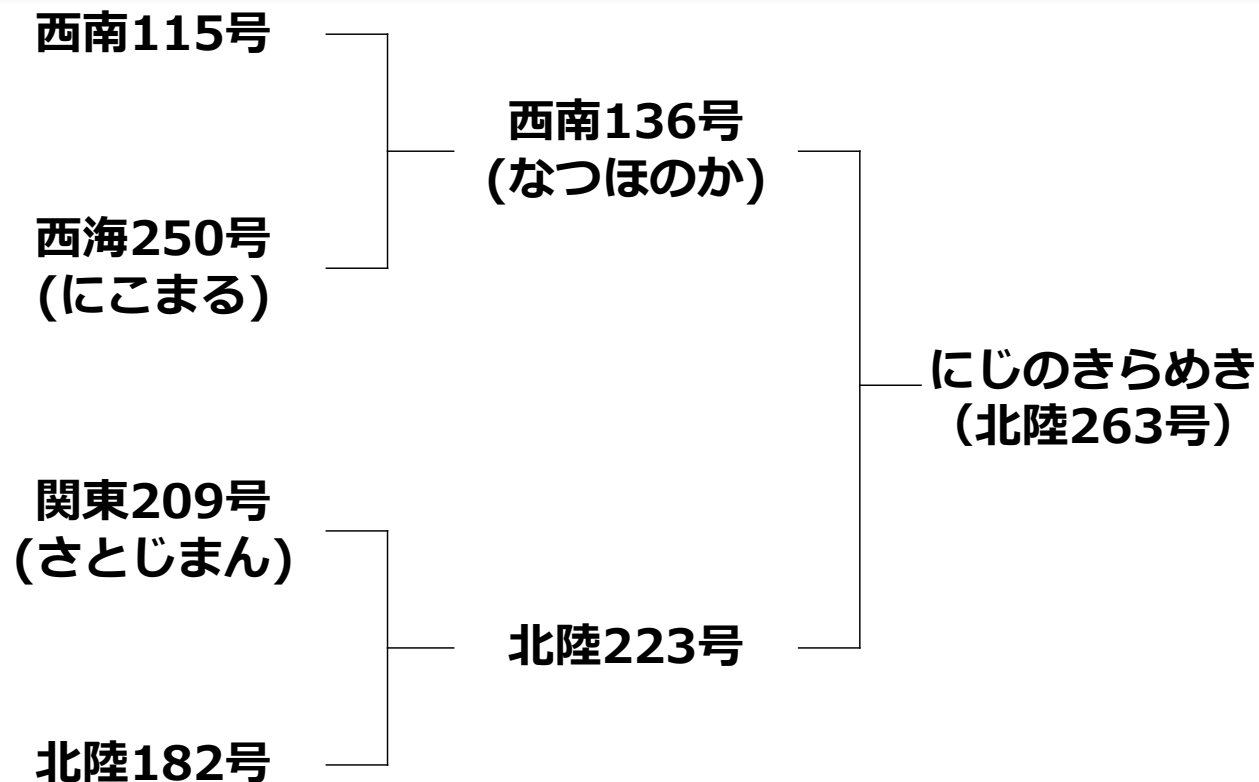 西南115号
西海250号
(にこまる)
関東209号
(さとじまん)
北陸182号
西南136号
(なつほのか)
北陸223号
にじのきらめき
（北陸263号）